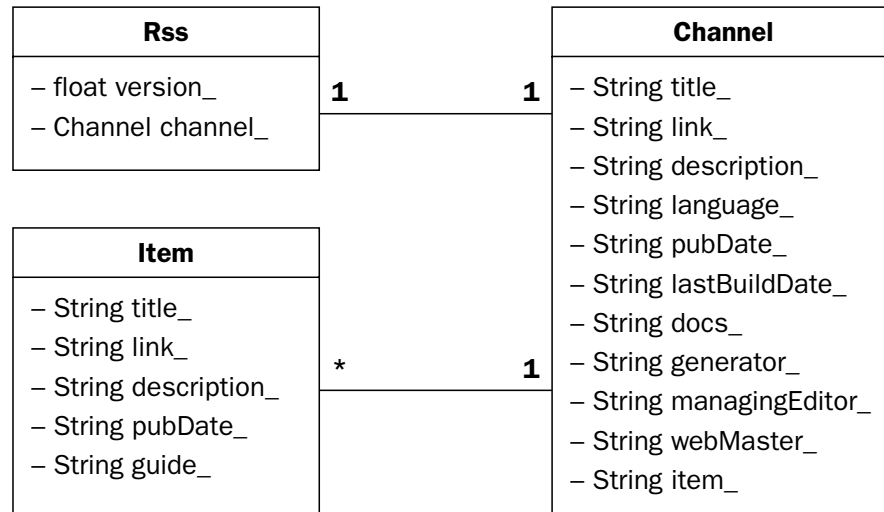 Rss
– float version_
– Channel channel_
1
1
Channel
– String title_
– String link_
– String description_
– String language_
– String pubDate_
– String lastBuildDate_
– String docs_
– String generator_
– String managingEditor_
– String webMaster_
– String item_
Item
– String title_
– String link_
– String description_
– String pubDate_
– String guide_
*
1